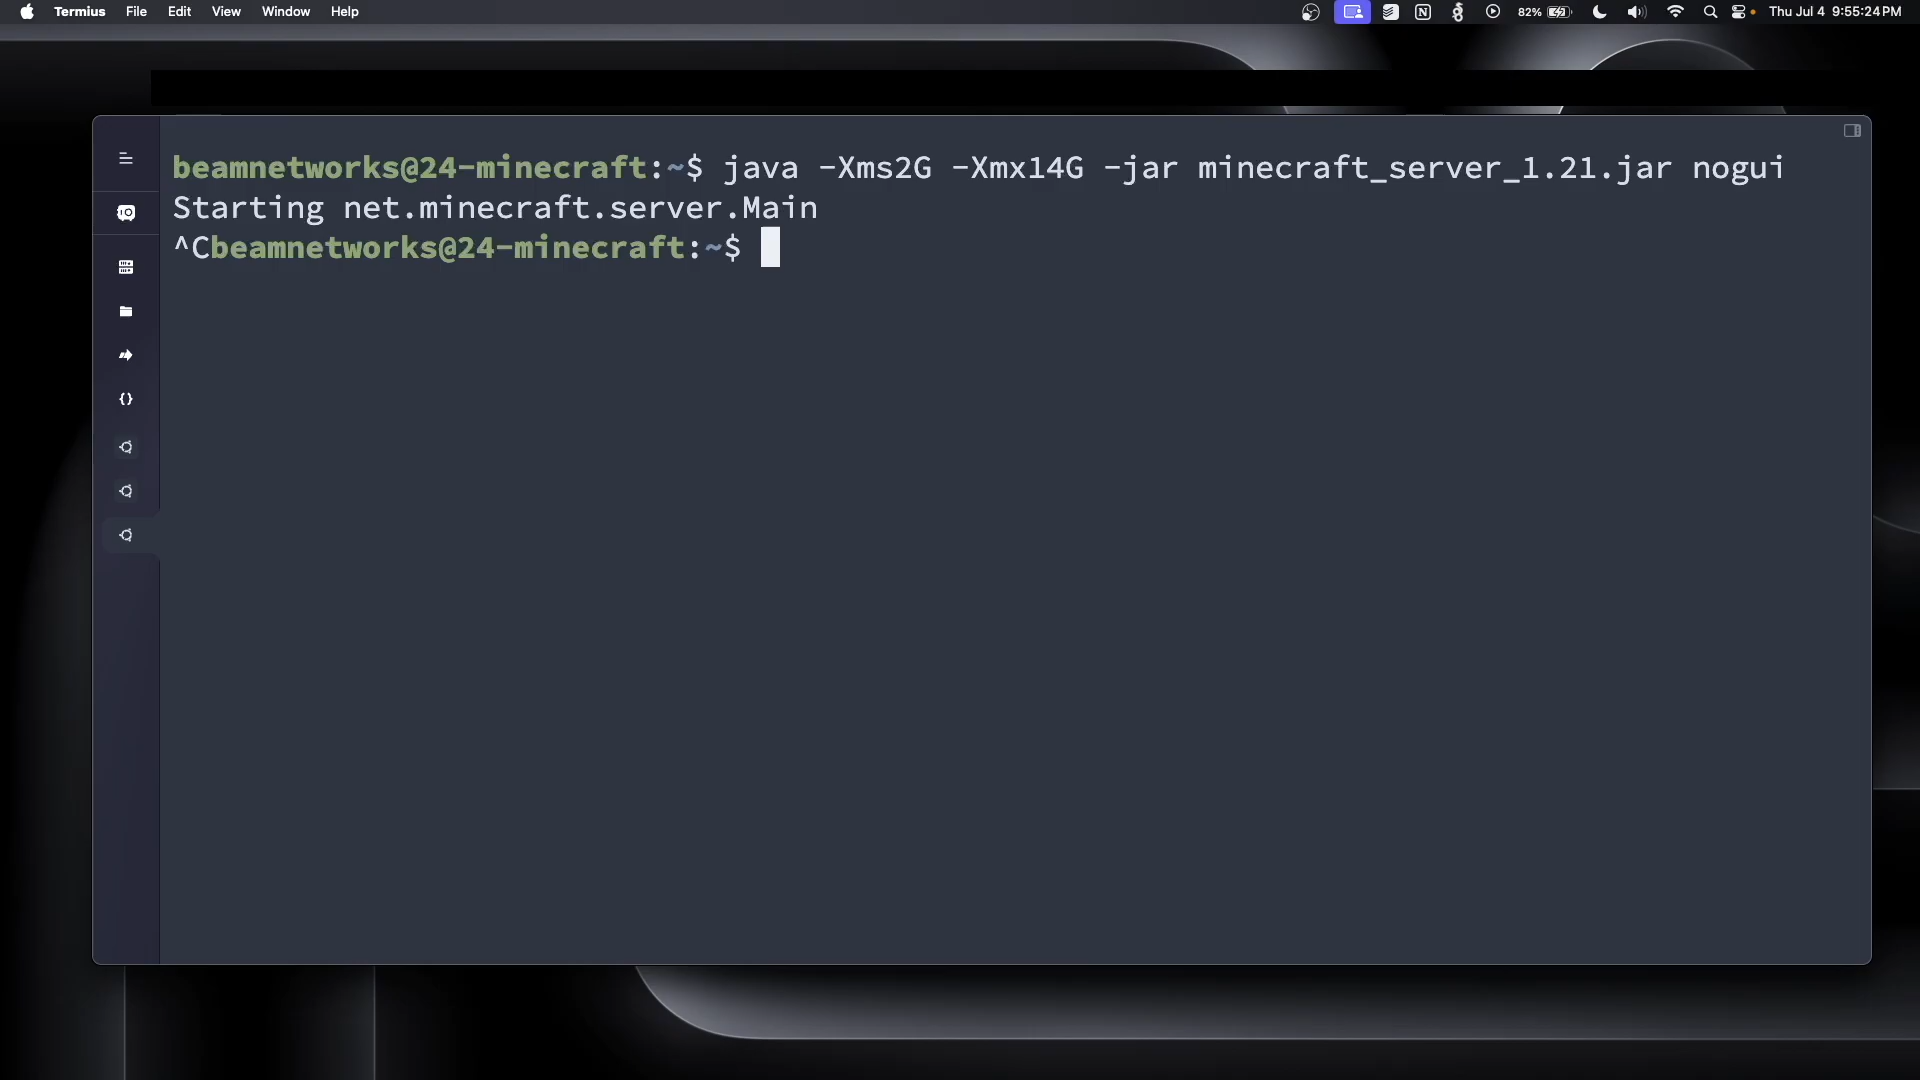 Termius File Edit View Window Help 82% Thu Jul 4 9:55:24 PM
beamnetworks@24-minecraft:~$ java -Xms2G -Xmx14G -jar minecraft_server_1.21.jar nogui
Starting net.minecraft.server.Main
^Cbeamnetworks@24-minecraft:~$